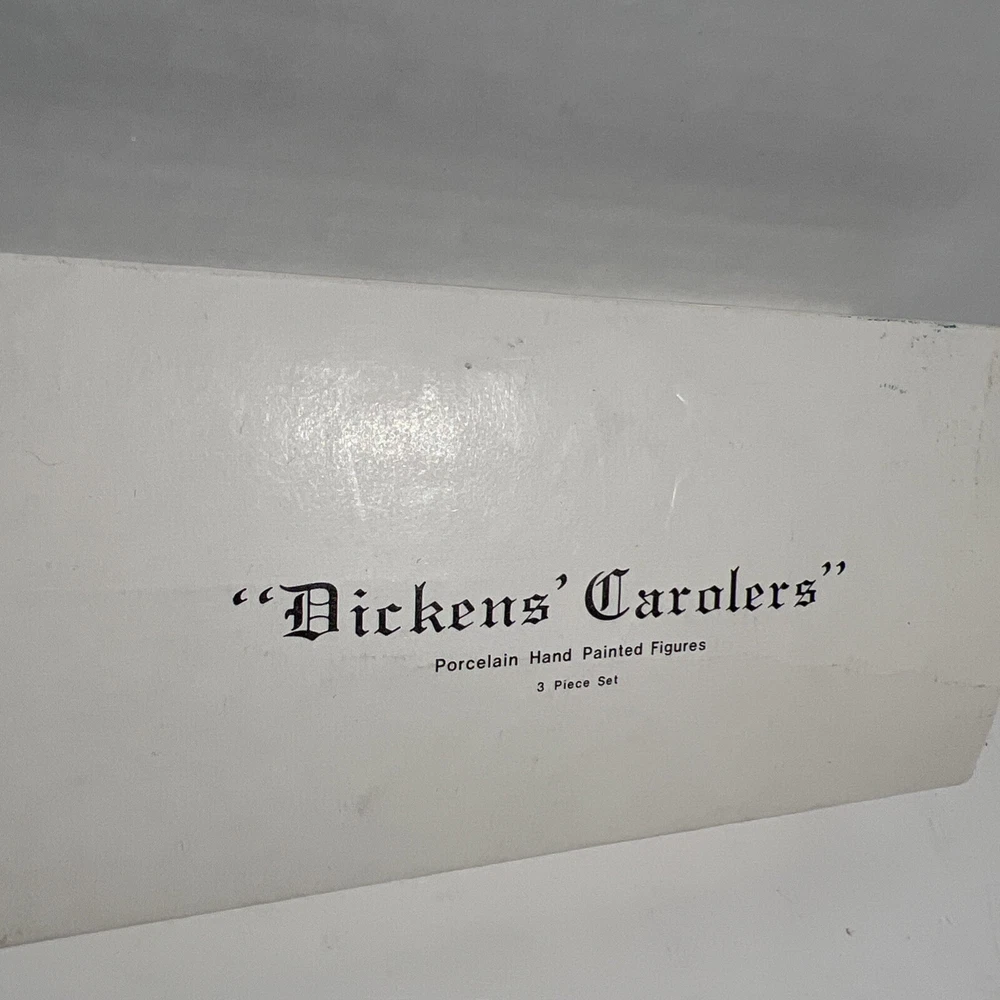 “Dickens’ Carolers”
Porcelain Hand Painted Figures
3 Piece Set